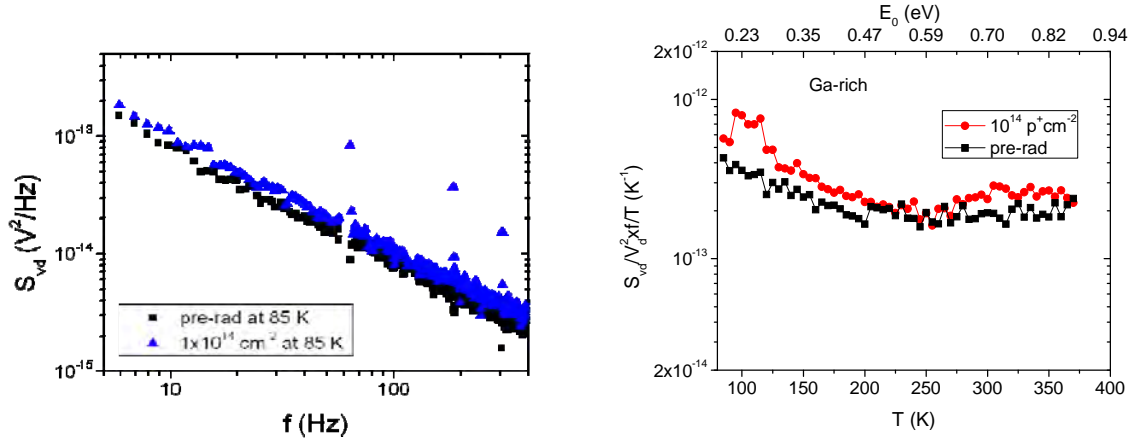 S_vd (V²/Hz)
10⁻¹³
10⁻¹⁴
10⁻¹⁵
pre-rad at 85 K
1x10¹⁴ cm⁻² at 85 K
10 100
f (Hz)
E₀ (eV)
0.23 0.35 0.47 0.59 0.70 0.82 0.94
2x10⁻¹²
10⁻¹²
10⁻¹³
2x10⁻¹⁴
S_vd/V_d²xf/T (K⁻¹)
Ga-rich
10¹⁴ p⁺cm⁻²
pre-rad
100 150 200 250 300 350 400
T (K)